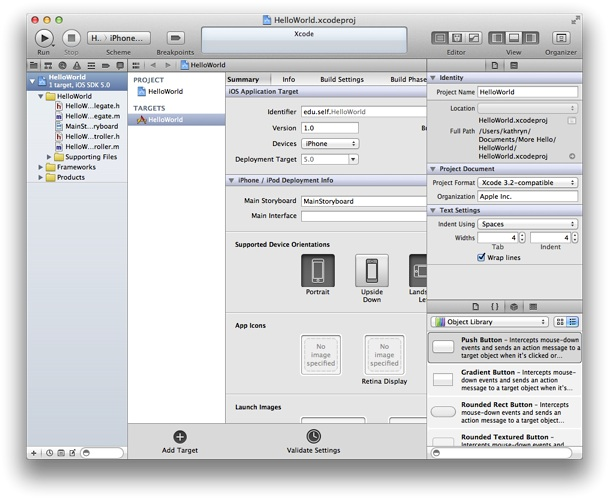 HelloWorld.xcodeproj
Xcode
H.. iPhone...
Run
Stop
Scheme
Breakpoints
Editor
View
Organizer
HelloWorld
HelloWorld
1 target, iOS SDK 5.0
HelloWorld
HelloW...legate.h
HelloW...egate.m
MainSt...ryboard
HelloW...troller.h
HelloW...roller.m
Supporting Files
Frameworks
Products
PROJECT
HelloWorld
TARGETS
HelloWorld
Summary
Info
Build Settings
Build Phase
iOS Application Target
Identifier
edu.self.HelloWorld
Version
1.0
Devices
iPhone
Deployment Target
5.0
iPhone / iPod Deployment Info
Main Storyboard
MainStoryboard
Main Interface
Supported Device Orientations
Portrait
Upside
Down
Lands
Le
App Icons
No
image
specified
No
image
specified
Retina Display
Launch Images
Add Target
Validate Settings
Identity
Project Name
HelloWorld
Location
HelloWorld.xcodeproj
Full Path
/Users/kathryn/
Documents/More Hello/
HelloWorld/
HelloWorld.xcodeproj
Project Document
Project Format
Xcode 3.2-compatible
Organization
Apple Inc.
Text Settings
Indent Using
Spaces
Widths
4
4
Tab
Indent
Wrap lines
{ }
Object Library
Push Button – Intercepts mouse-down
events and sends an action message to a
target object when it's clicked or...
Gradient Button – Intercepts mouse-
down events and sends an action
message to a target object when it's...
Rounded Rect Button – Intercepts
mouse-down events and sends an
action message to a target object...
Rounded Textured Button –
Intercepts mouse-down events and